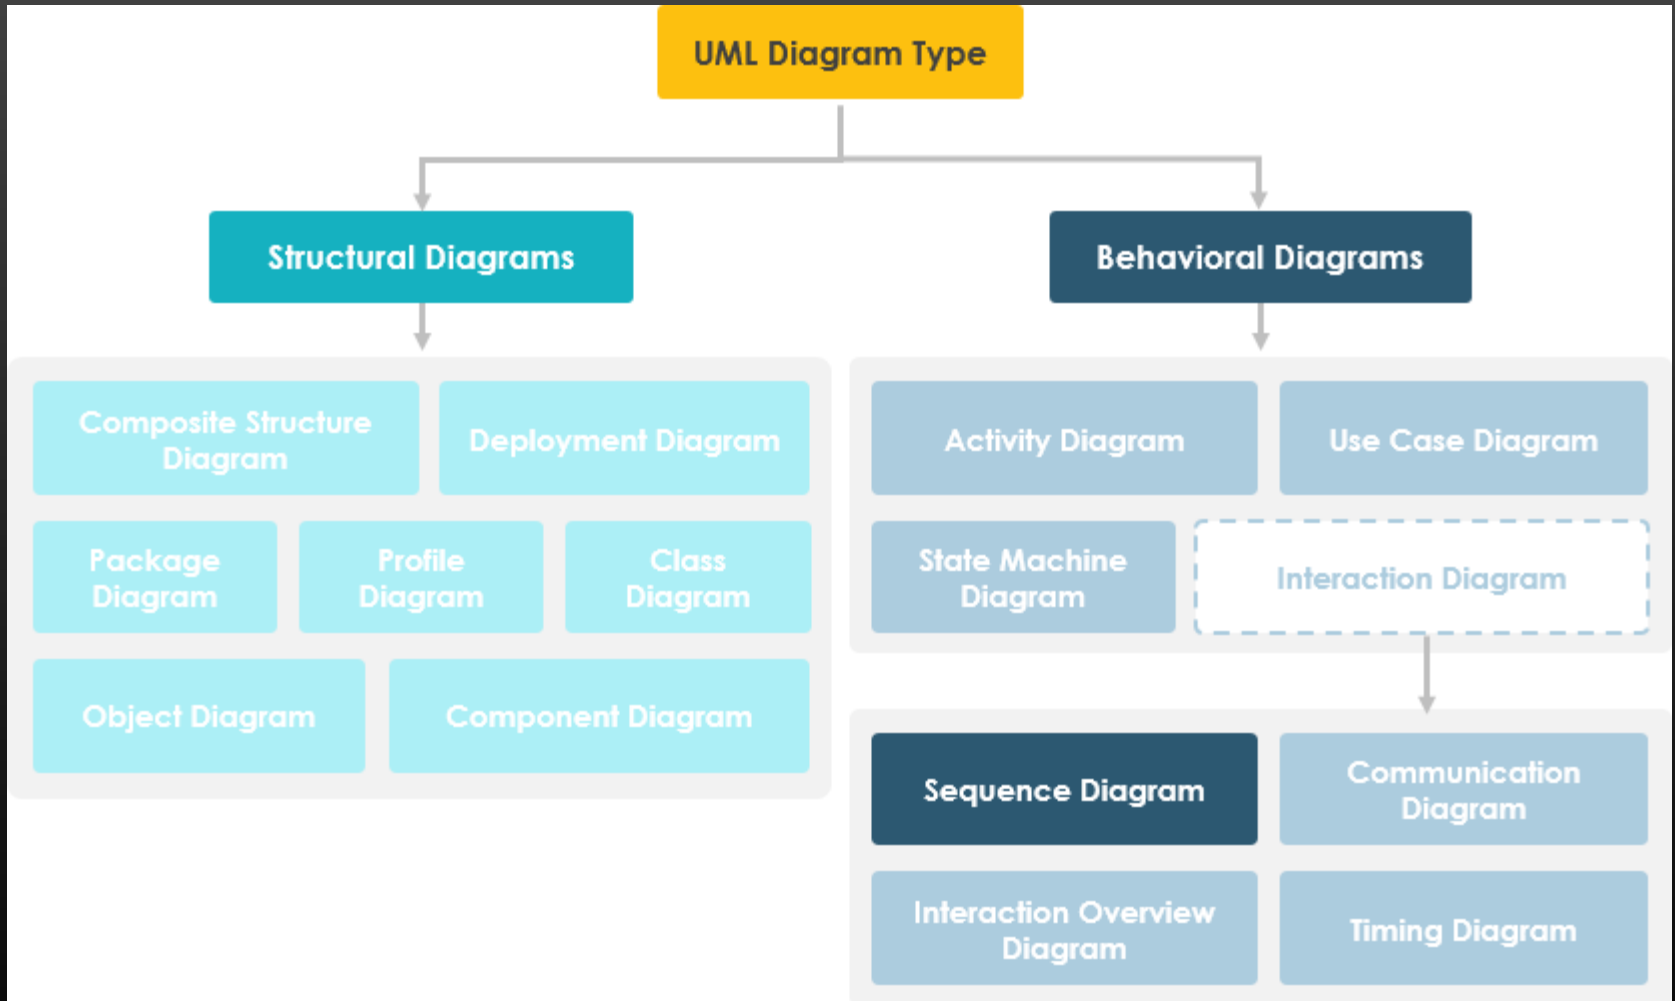 UML Diagram Type
Structural Diagrams
Behavioral Diagrams
Composite Structure
Diagram
Deployment Diagram
Package
Diagram
Profile
Diagram
Class
Diagram
Object Diagram
Component Diagram
Activity Diagram
Use Case Diagram
State Machine
Diagram
Interaction Diagram
Sequence Diagram
Communication
Diagram
Interaction Overview
Diagram
Timing Diagram